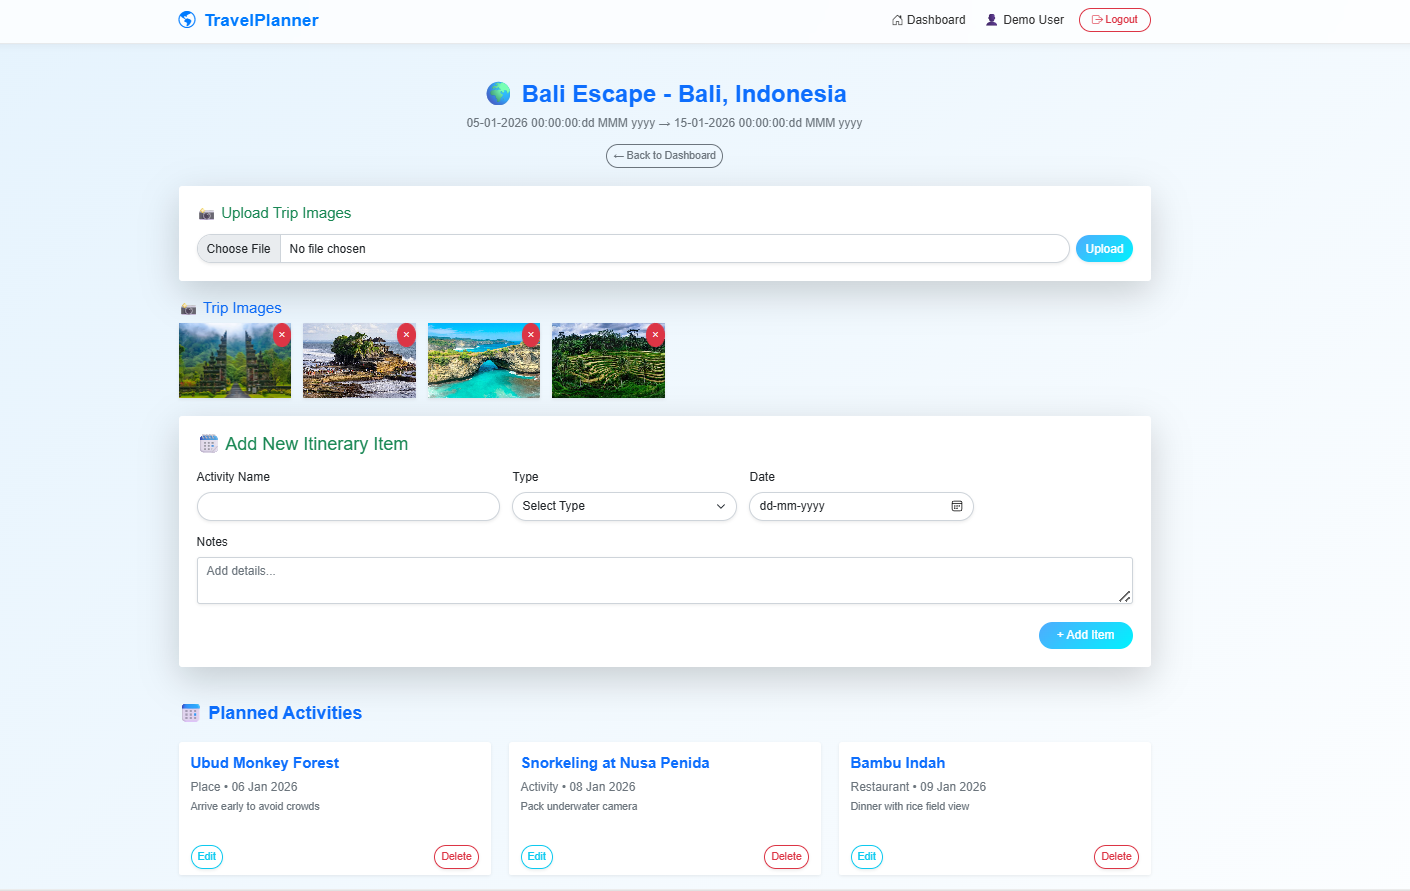 TravelPlanner
Dashboard
Demo User
Logout
Bali Escape - Bali, Indonesia
05-01-2026 00:00:00:dd MMM yyyy → 15-01-2026 00:00:00:dd MMM yyyy
← Back to Dashboard
Upload Trip Images
Choose File No file chosen
Upload
Trip Images
Add New Itinerary Item
Activity Name
Type
Date
Select Type
dd-mm-yyyy
Notes
Add details...
+ Add Item
Planned Activities
Ubud Monkey Forest
Place • 06 Jan 2026
Arrive early to avoid crowds
Edit
Delete
Snorkeling at Nusa Penida
Activity • 08 Jan 2026
Pack underwater camera
Edit
Delete
Bambu Indah
Restaurant • 09 Jan 2026
Dinner with rice field view
Edit
Delete